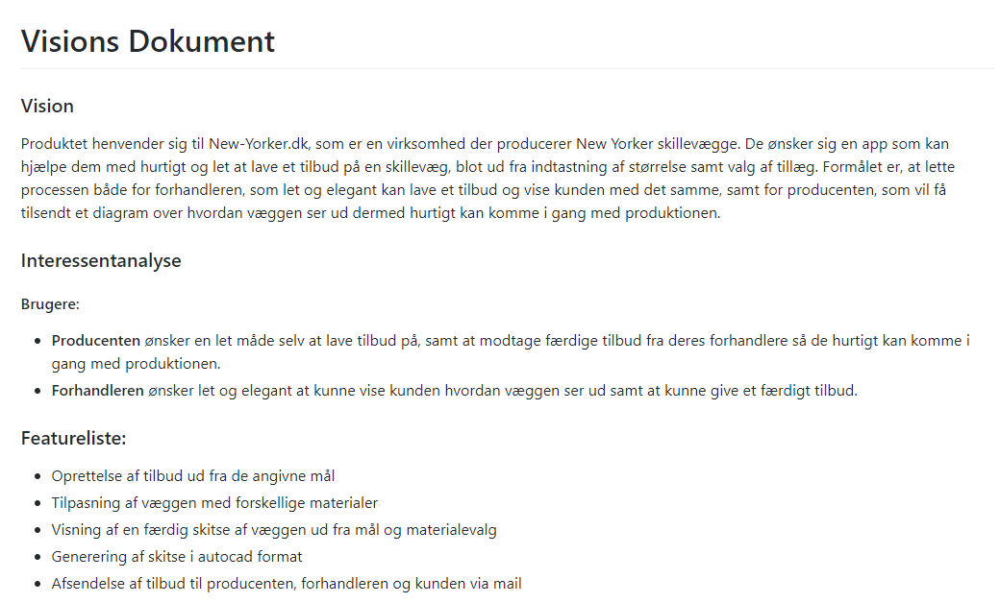 Visions Dokument
Vision
Produktet henvender sig til New-Yorker.dk, som er en virksomhed der producerer New Yorker skillevægge. De ønsker sig en app som kan
hjælpe dem med hurtigt og let at lave et tilbud på en skillevæg, blot ud fra indtastning af størrelse samt valg af tillæg. Formålet er, at lette
processen både for forhandleren, som let og elegant kan lave et tilbud og vise kunden med det samme, samt for producenten, som vil få
tilsendt et diagram over hvordan væggen ser ud dermed hurtigt kan komme i gang med produktionen.
Interessentanalyse
Brugere:
• Producenten ønsker en let måde selv at lave tilbud på, samt at modtage færdige tilbud fra deres forhandlere så de hurtigt kan komme i
gang med produktionen.
• Forhandleren ønsker let og elegant at kunne vise kunden hvordan væggen ser ud samt at kunne give et færdigt tilbud.
Featureliste:
• Oprettelse af tilbud ud fra de angivne mål
• Tilpasning af væggen med forskellige materialer
• Visning af en færdig skitse af væggen ud fra mål og materialevalg
• Generering af skitse i autocad format
• Afsendelse af tilbud til producenten, forhandleren og kunden via mail